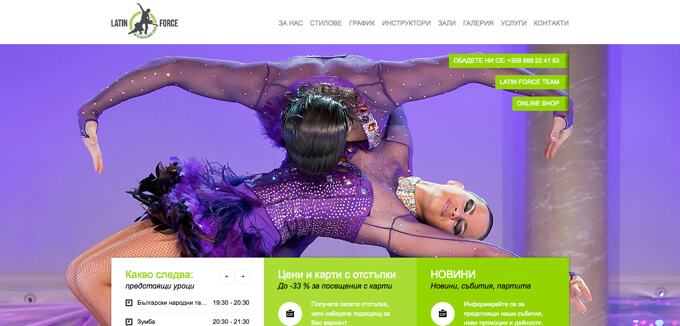 LATIN FORCE
ЗА НАС СТИЛОВЕ ГРАФИК ИНСТРУКТОРИ ЗАЛИ ГАЛЕРИЯ УСЛУГИ КОНТАКТИ
ОБАДЕТЕ НИ СЕ: +359 888 22 41 63
LATIN FORCE TEAM
ONLINE SHOP
Какво следва:
предстоящи уроци
Български народни та... 19:30 - 20:30
Зумба 20:30 - 21:30
Цени и карти с отстъпки
До -33 % за посещения с карти
Получете своята отстъпка,
като изберете подходящ за
Вас вариант.
НОВИНИ
Новини, събития, партита
Информирайте се за
предстоящи наши събития,
нови промоции и дейности.